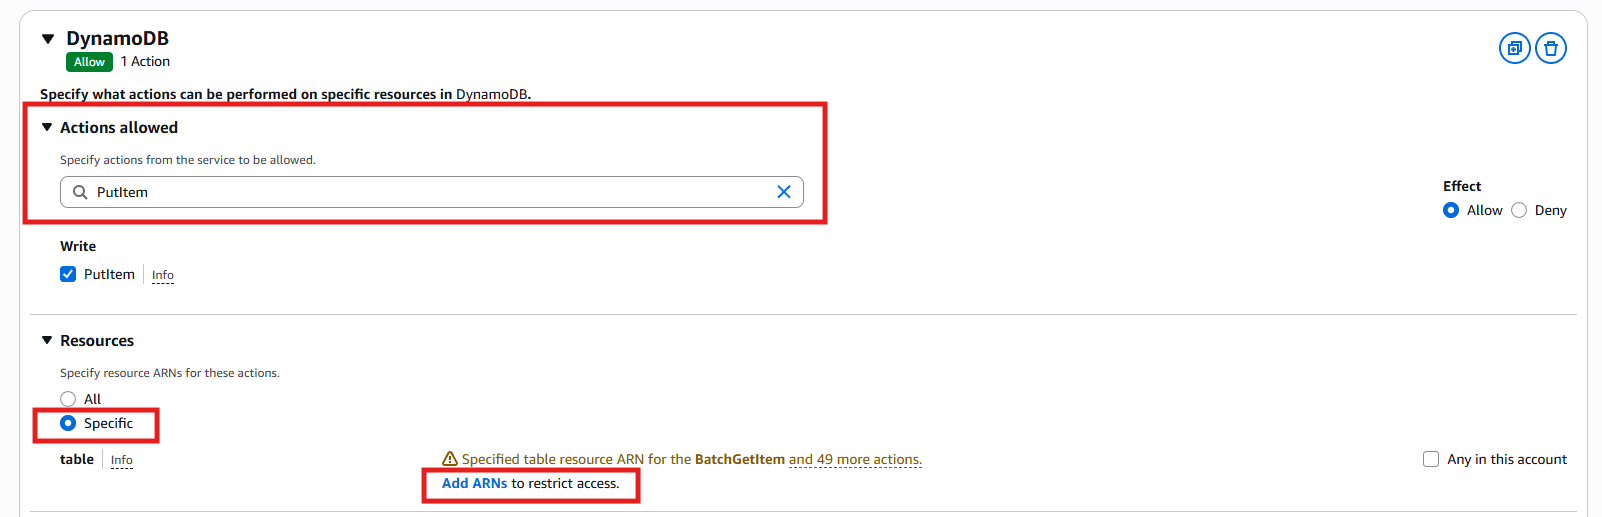 DynamoDB
Allow 1 Action
Specify what actions can be performed on specific resources in DynamoDB.
Actions allowed
Specify actions from the service to be allowed.
PutItem
Effect
Allow Deny
Write
PutItem Info
Resources
Specify resource ARNs for these actions.
All
Specific
table Info Specified table resource ARN for the BatchGetItem and 49 more actions. Any in this account
Add ARNs to restrict access.